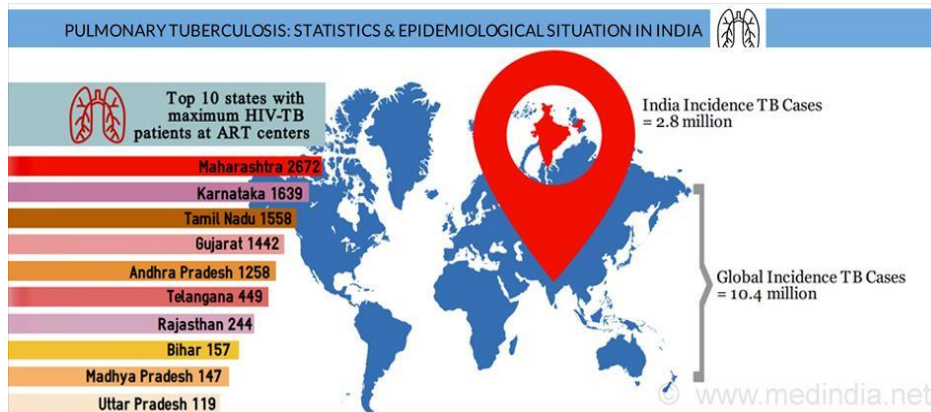 PULMONARY TUBERCULOSIS: STATISTICS & EPIDEMIOLOGICAL SITUATION IN INDIA
Top 10 states with
maximum HIV-TB
patients at ART centers
Maharashtra 2672
Karnataka 1639
Tamil Nadu 1558
Gujarat 1442
Andhra Pradesh 1258
Telangana 449
Rajasthan 244
Bihar 157
Madhya Pradesh 147
Uttar Pradesh 119
India Incidence TB Cases
= 2.8 million
Global Incidence TB Cases
= 10.4 million
© www.medindia.net